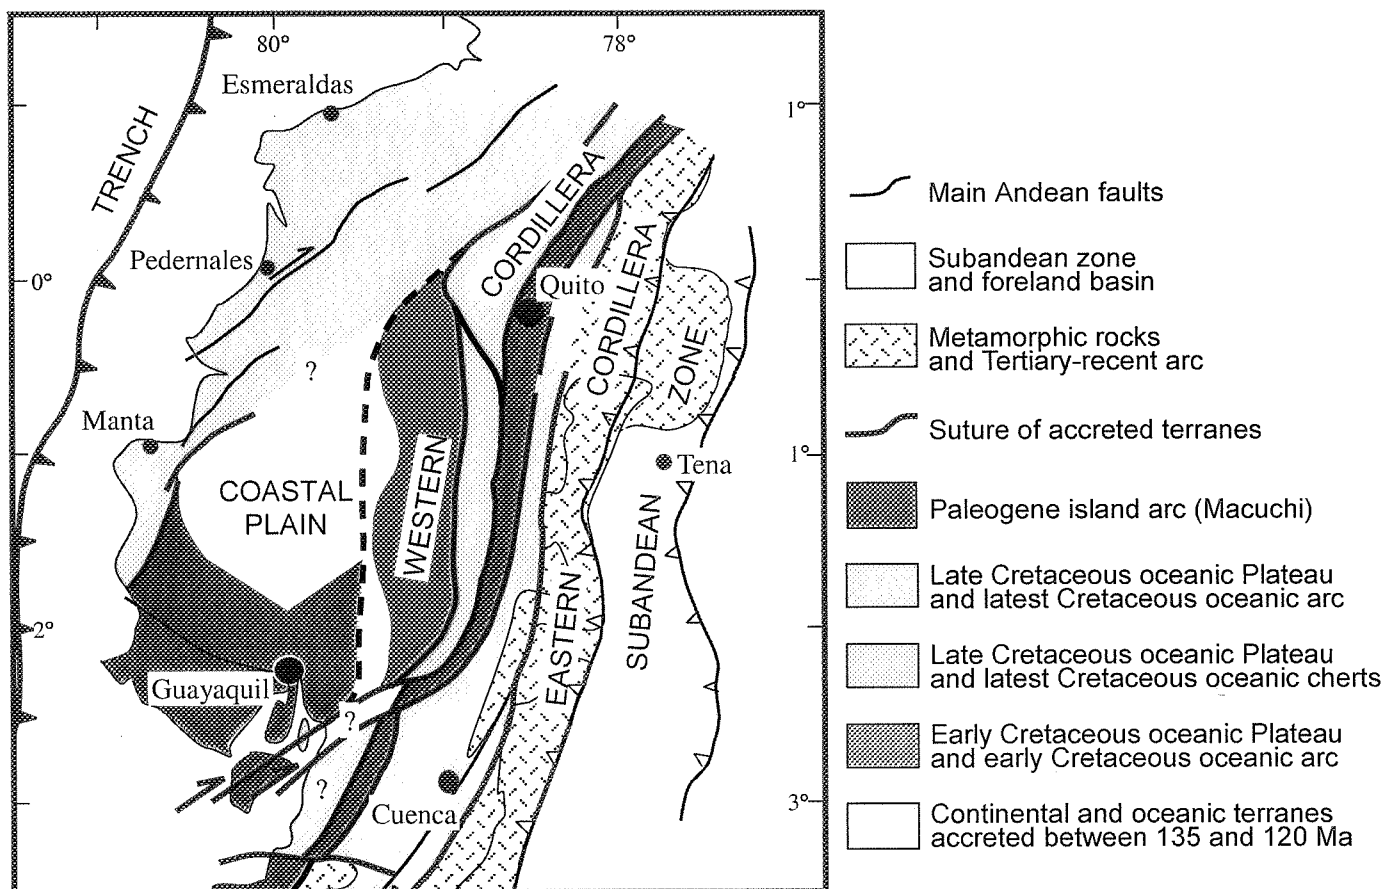 80°
78°
Esmeraldas
1°
TRENCH
CORDILLERA
Pedernales
0°
Quito
CORDILLERA
ZONE
?
Manta
Tena
1°
COASTAL
PLAIN
WESTERN
SUBANDEAN
EASTERN
2°
Guayaquil
?
?
Cuenca
3°
Main Andean faults
Subandean zone
and foreland basin
Metamorphic rocks
and Tertiary-recent arc
Suture of accreted terranes
Paleogene island arc (Macuchi)
Late Cretaceous oceanic Plateau
and latest Cretaceous oceanic arc
Late Cretaceous oceanic Plateau
and latest Cretaceous oceanic cherts
Early Cretaceous oceanic Plateau
and early Cretaceous oceanic arc
Continental and oceanic terranes
accreted between 135 and 120 Ma